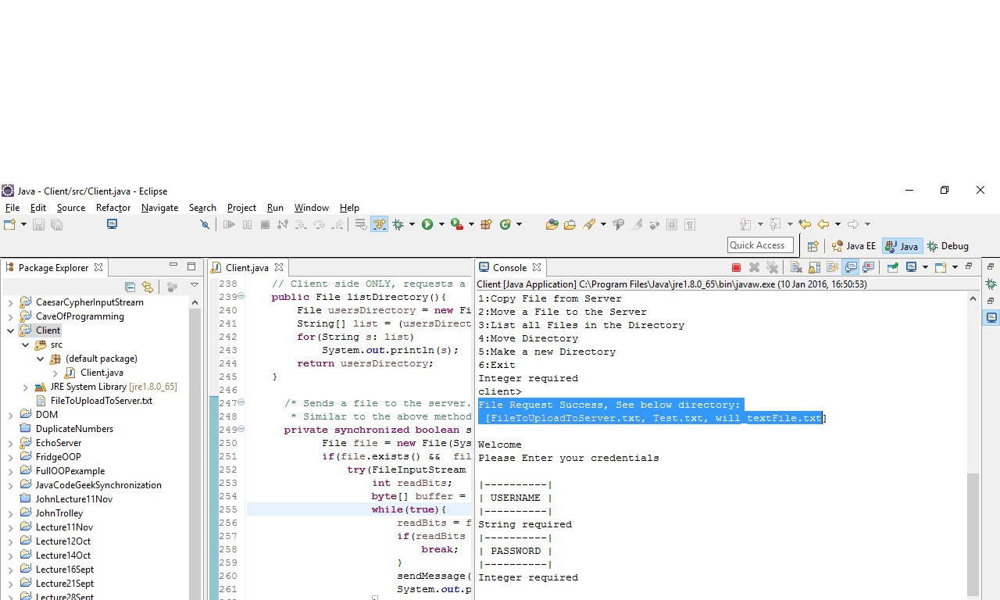 Java - Client/src/Client.java - Eclipse
File Edit Source Refactor Navigate Search Project Run Window Help
Quick Access
Java EE
Java
Debug
Package Explorer
CaesarCypherInputStream
CaveOfProgramming
Client
src
(default package)
Client.java
JRE System Library [jre1.8.0_65]
FileToUploadToServer.txt
DOM
DuplicateNumbers
EchoServer
FridgeOOP
FullOOPexample
JavaCodeGeekSynchronization
JohnLecture11Nov
JohnTrolley
Lecture11Nov
Lecture12Oct
Lecture14Oct
Lecture16Sept
Lecture21Sept
Lecture28Sept
Client.java
238 // Client side ONLY, requests a
239 public File listDirectory(){
240 File usersDirectory = new Fi
241 String[] list = (usersDirect
242 for(String s: list)
243 System.out.println(s);
244 return usersDirectory;
245 }
246
247 /* Sends a file to the server.
248 * Similar to the above method
249 private synchronized boolean s
250 File file = new File(Sys
251 if(file.exists() && fil
252 try(FileInputStream
253 int readBits;
254 byte[] buffer =
255 while(true){
256 readBits = f
257 if(readBits
258 break;
259 }
260 sendMessage(
261 System.out.p
Console
Client [Java Application] C:\Program Files\Java\jre1.8.0_65\bin\javaw.exe (10 Jan 2016, 16:50:53)
1:Copy File from Server
2:Move a File to the Server
3:List all Files in the Directory
4:Move Directory
5:Make a new Directory
6:Exit
Integer required
client>
File Request Success, See below directory:
[FileToUploadToServer.txt, Test.txt, will_textFile.txt]
Welcome
Please Enter your credentials
|----------|
| USERNAME |
|----------|
String required
|----------|
| PASSWORD |
|----------|
Integer required